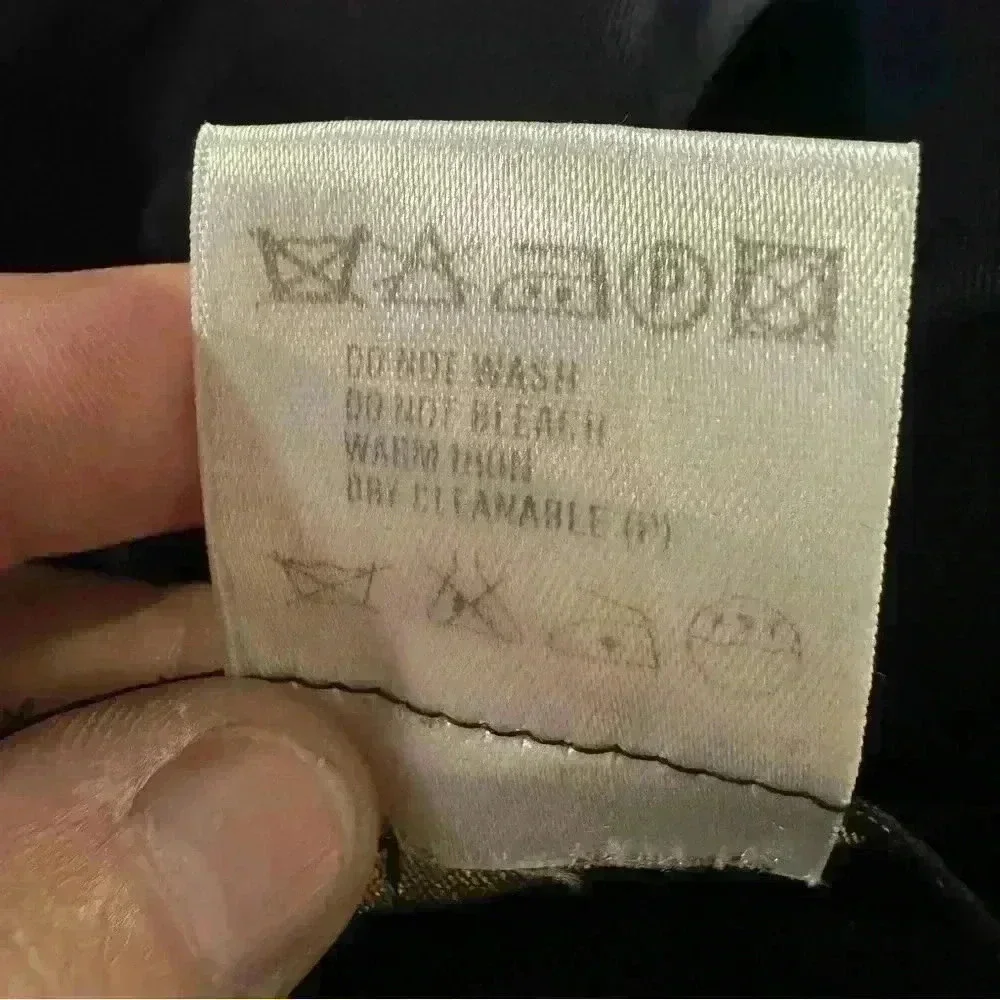 P
DO NOT WASH
DO NOT BLEACH
WARM IRON
DRY CLEANABLE (P)